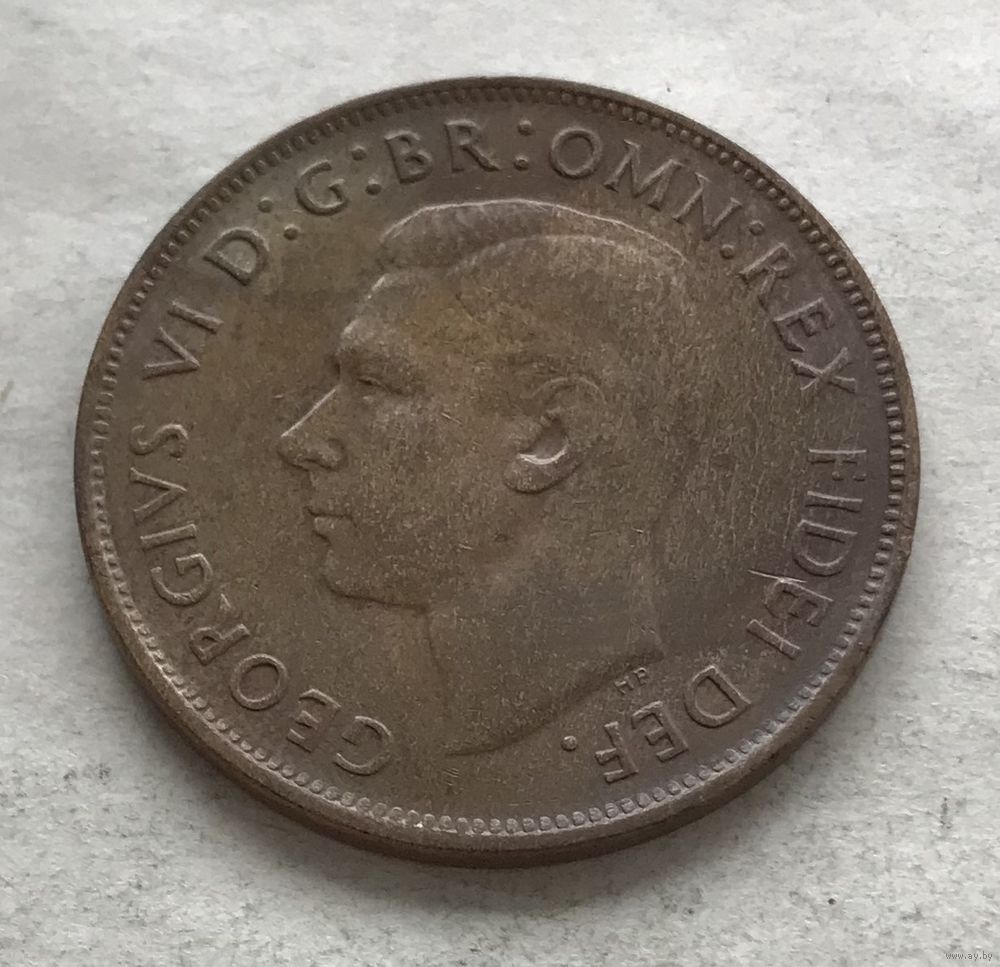 GEORGIVS VI D:G:BR:OMN:REX FIDEI DEF.
HP
www.ay.by